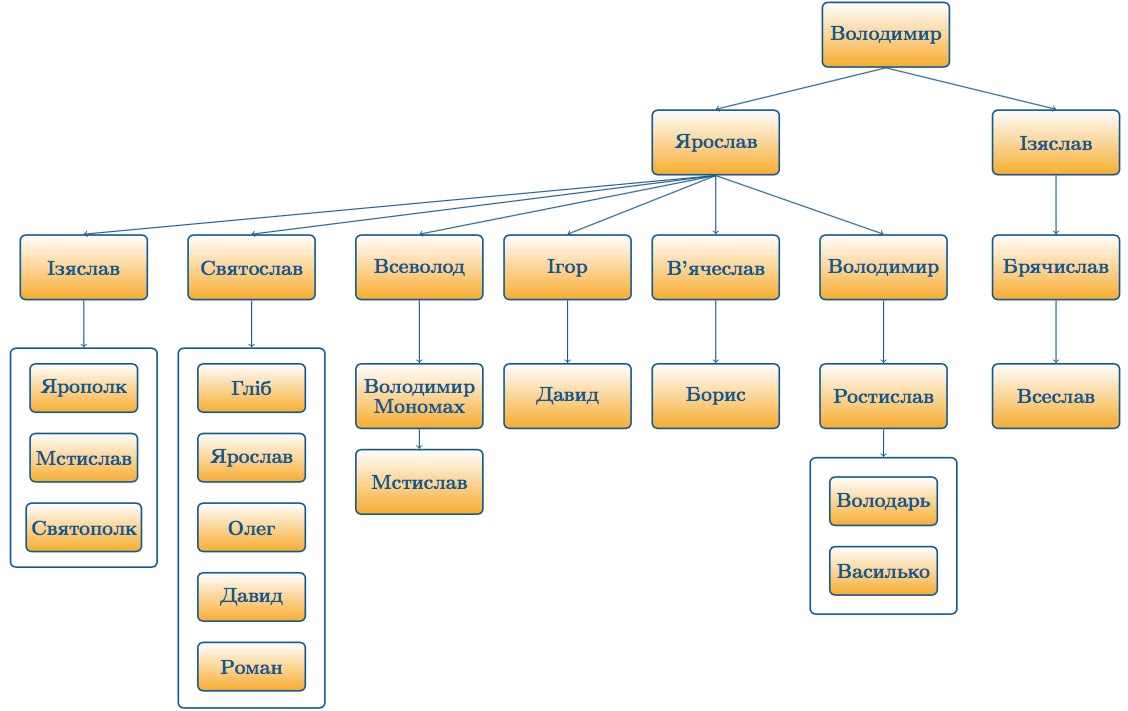 Володимир
Ярослав
Ізяслав
Ізяслав
Святослав
Всеволод
Ігор
В'ячеслав
Володимир
Брячислав
Ярополк
Мстислав
Святополк
Гліб
Ярослав
Олег
Давид
Роман
Володимир
Мономах
Мстислав
Давид
Борис
Ростислав
Володарь
Василько
Всеслав